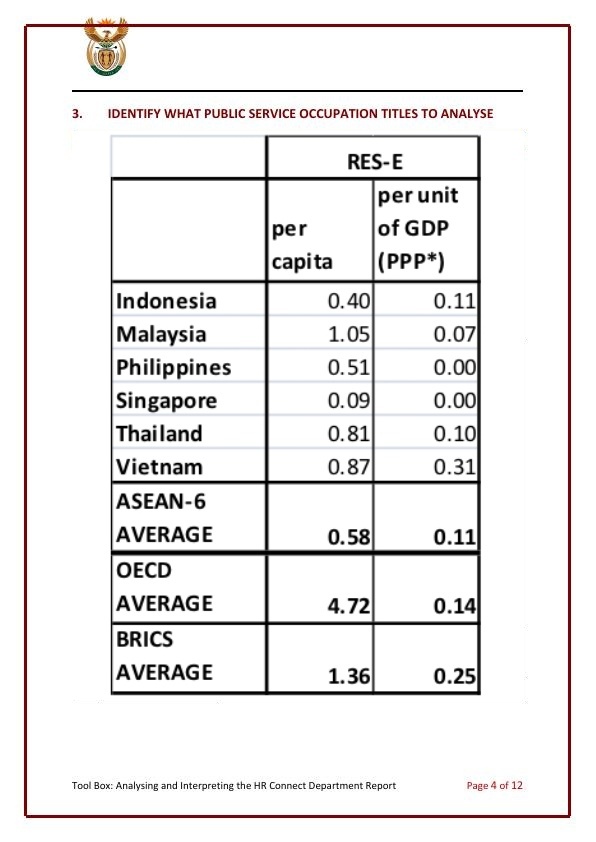 3. IDENTIFY WHAT PUBLIC SERVICE OCCUPATION TITLES TO ANALYSE
RES-E
per capita per unit of GDP (PPP*)
Indonesia 0.40 0.11
Malaysia 1.05 0.07
Philippines 0.51 0.00
Singapore 0.09 0.00
Thailand 0.81 0.10
Vietnam 0.87 0.31
ASEAN-6
AVERAGE 0.58 0.11
OECD
AVERAGE 4.72 0.14
BRICS
AVERAGE 1.36 0.25
Tool Box: Analysing and Interpreting the HR Connect Department Report Page 4 of 12